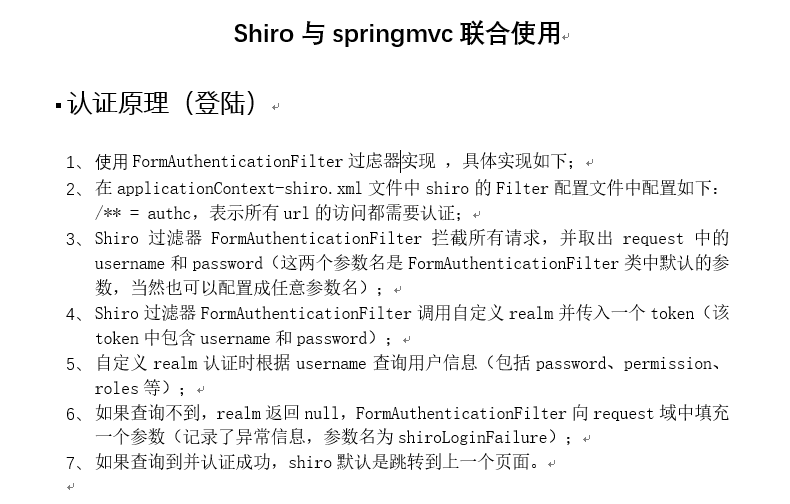 Shiro 与 springmvc 联合使用
▪ 认证原理（登陆）
1、 使用 FormAuthenticationFilter 过虑器实现 ，具体实现如下；
2、 在 applicationContext-shiro.xml 文件中 shiro 的 Filter 配置文件中配置如下：
/** = authc，表示所有 url 的访问都需要认证；
3、 Shiro 过滤器 FormAuthenticationFilter 拦截所有请求，并取出 request 中的
username 和 password（这两个参数名是 FormAuthenticationFilter 类中默认的参
数，当然也可以配置成任意参数名）；
4、 Shiro 过滤器 FormAuthenticationFilter 调用自定义 realm 并传入一个 token（该
token 中包含 username 和 password）；
5、 自定义 realm 认证时根据 username 查询用户信息（包括 password、permission、
roles 等）；
6、 如果查询不到，realm 返回 null，FormAuthenticationFilter 向 request 域中填充
一个参数（记录了异常信息，参数名为 shiroLoginFailure）；
7、 如果查询到并认证成功，shiro 默认是跳转到上一个页面。